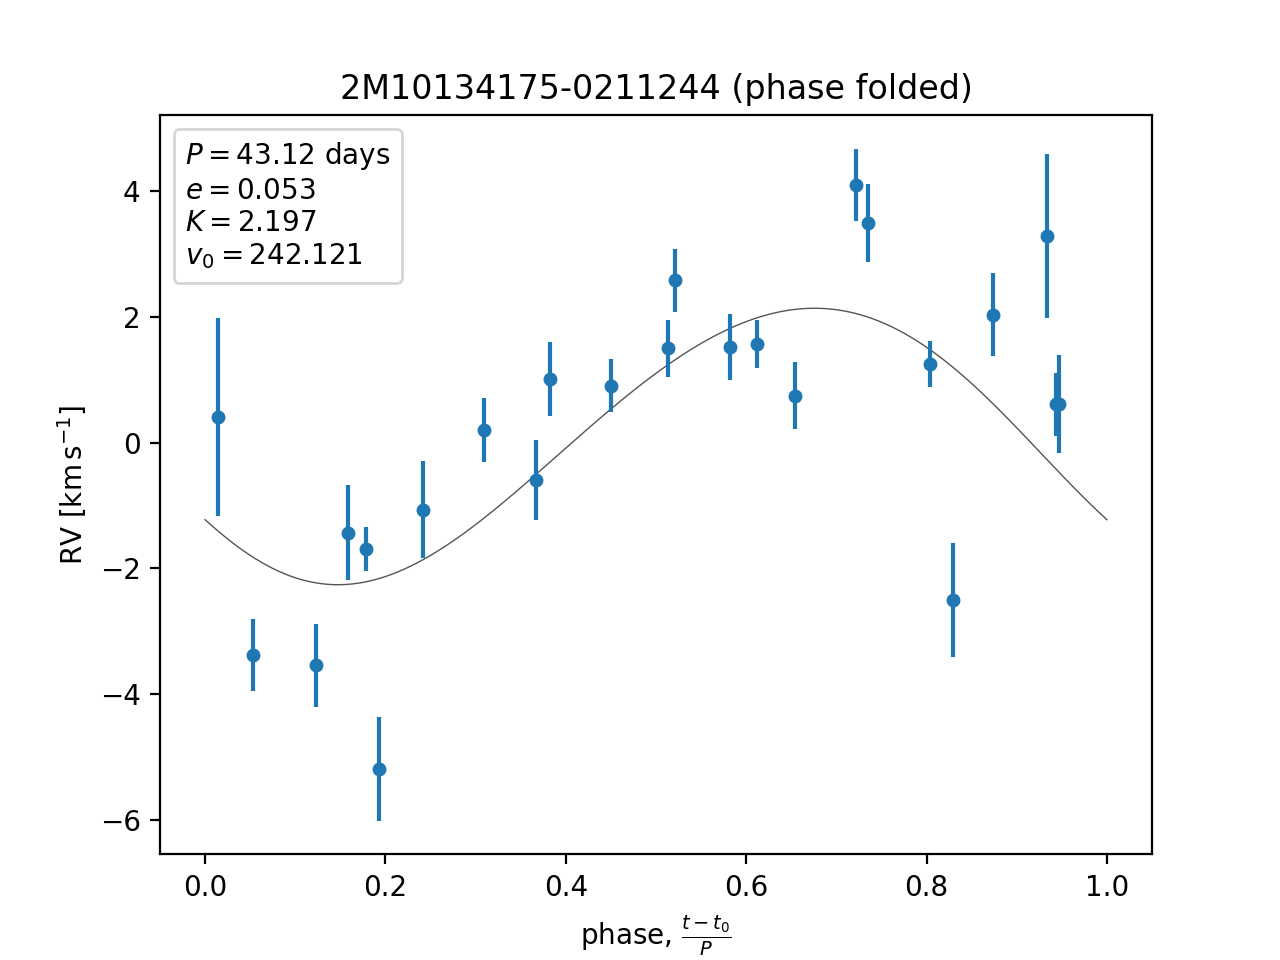 2M10134175-0211244 (phase folded)
P = 43.12 days
e = 0.053
K = 2.197
v₀ = 242.121
4
2
0
−2
−4
−6
RV [km s⁻¹]
0.0 0.2 0.4 0.6 0.8 1.0
phase, (t − t₀)/P